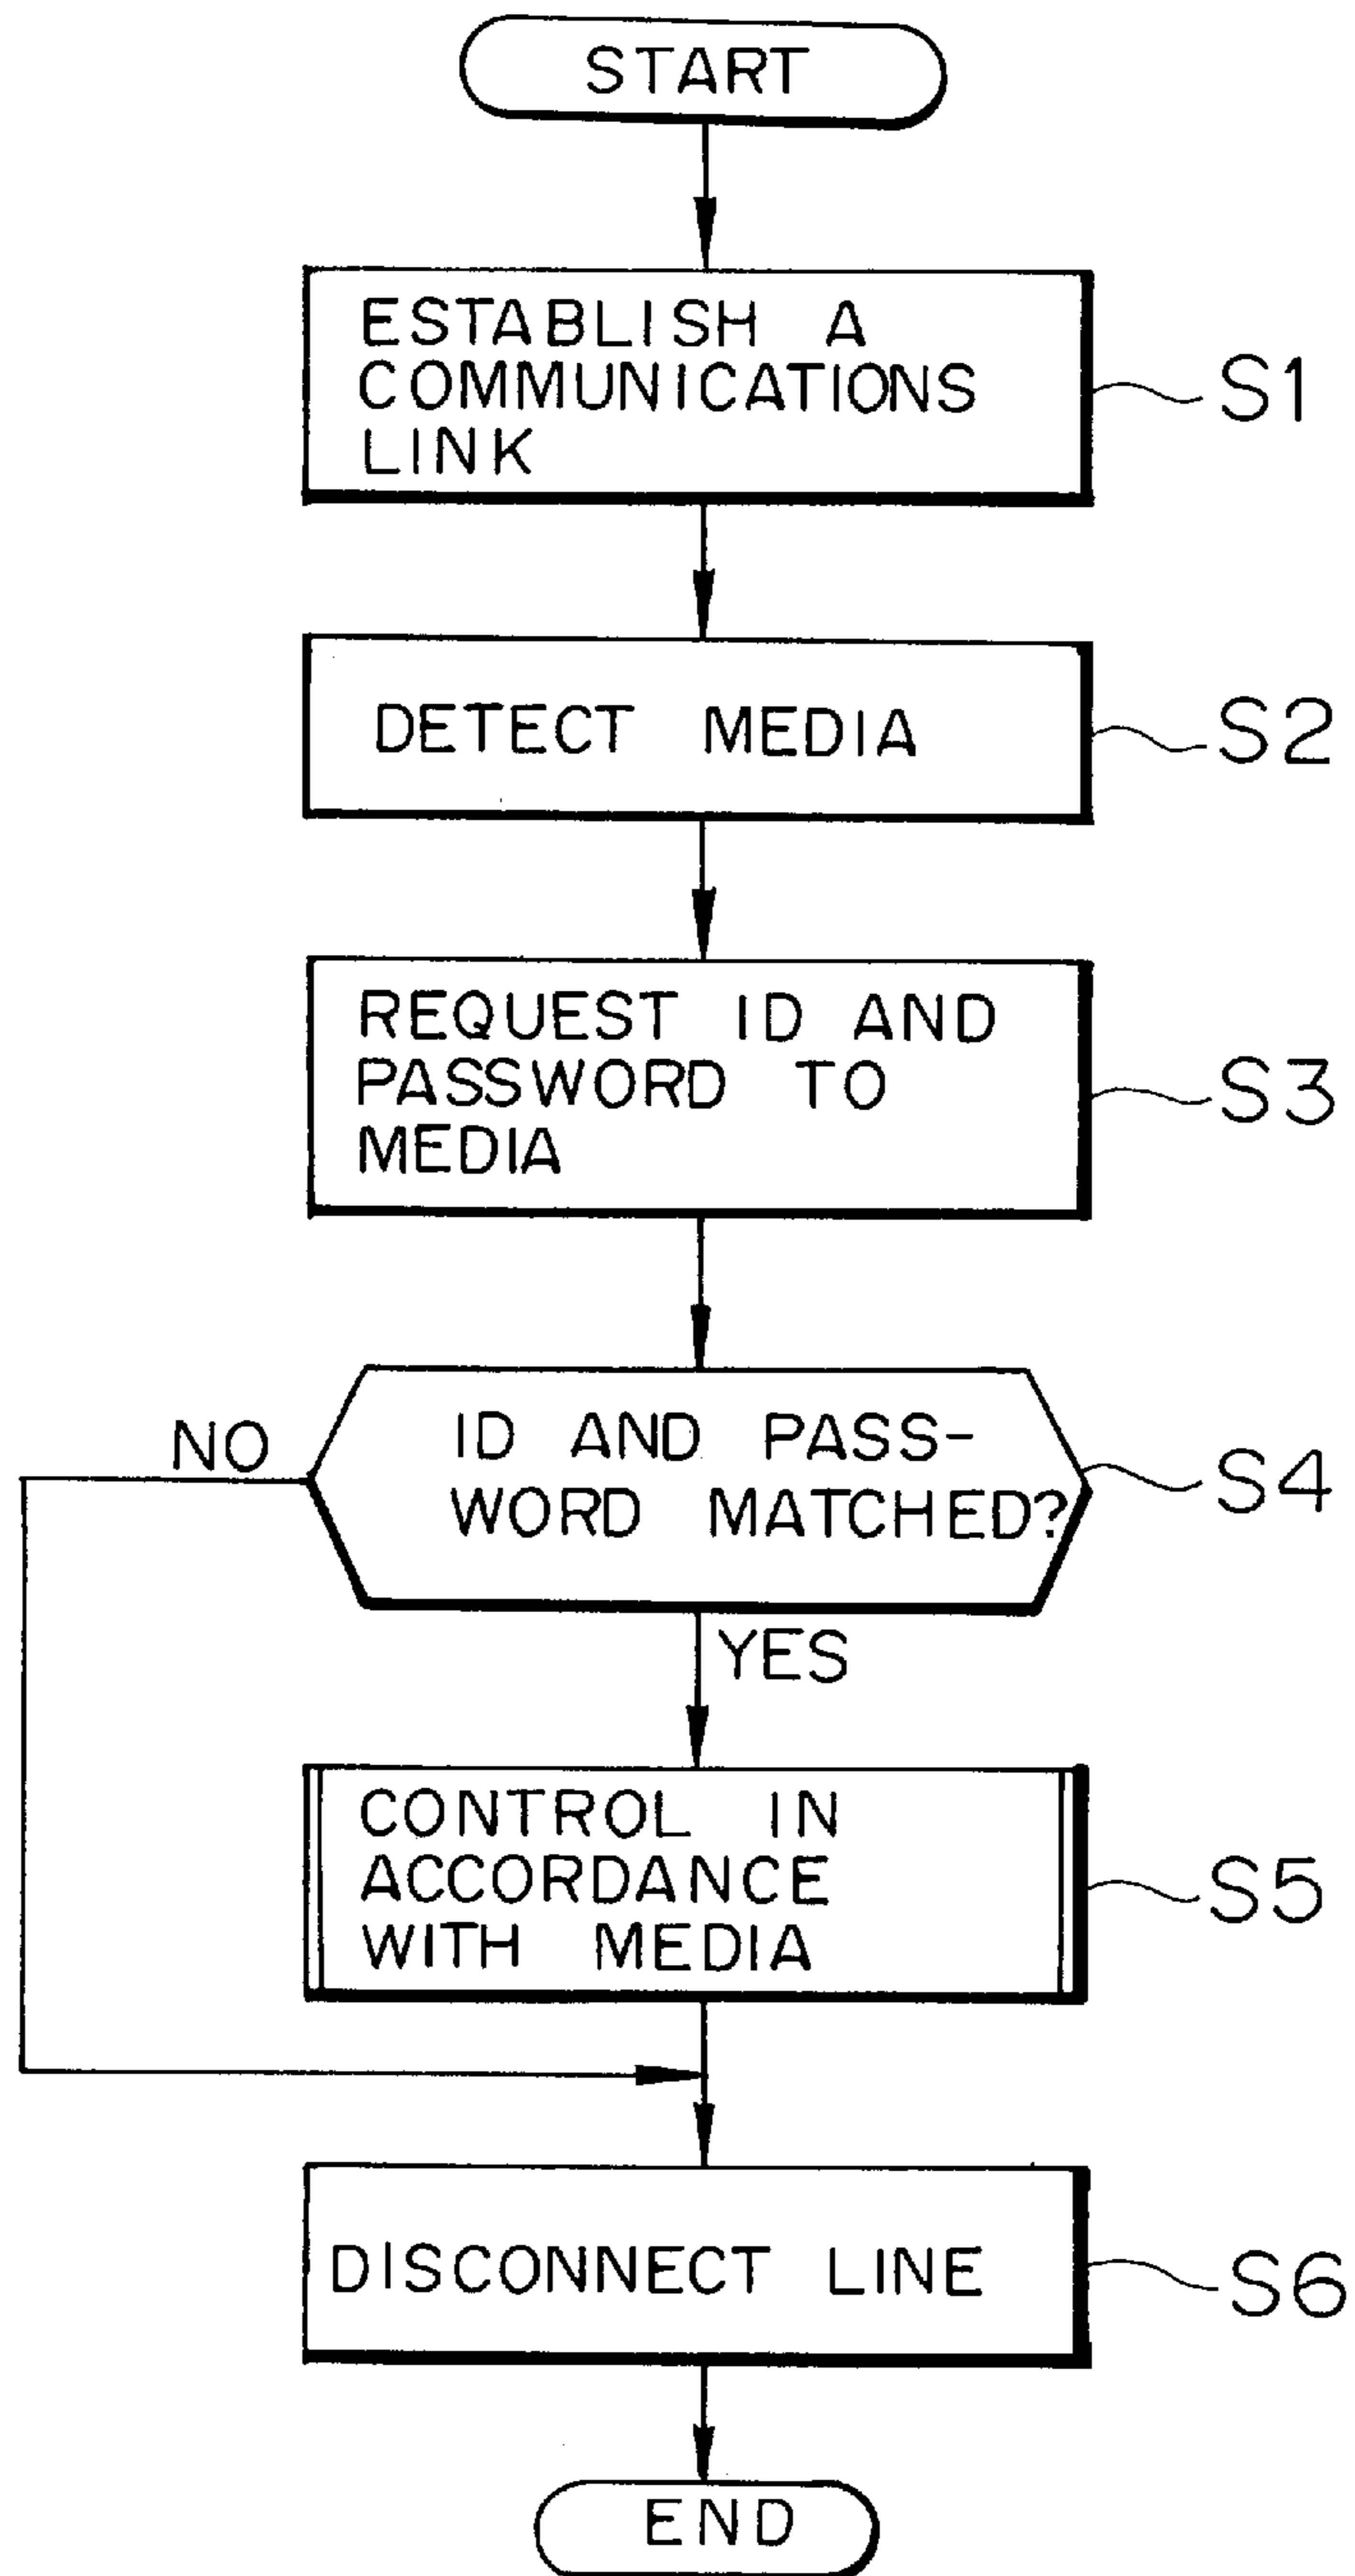 START
ESTABLISH A
COMMUNICATIONS
LINK
S1
DETECT MEDIA
S2
REQUEST ID AND
PASSWORD TO
MEDIA
S3
NO
ID AND PASS-
WORD MATCHED?
S4
YES
CONTROL IN
ACCORDANCE
WITH MEDIA
S5
DISCONNECT LINE
S6
END